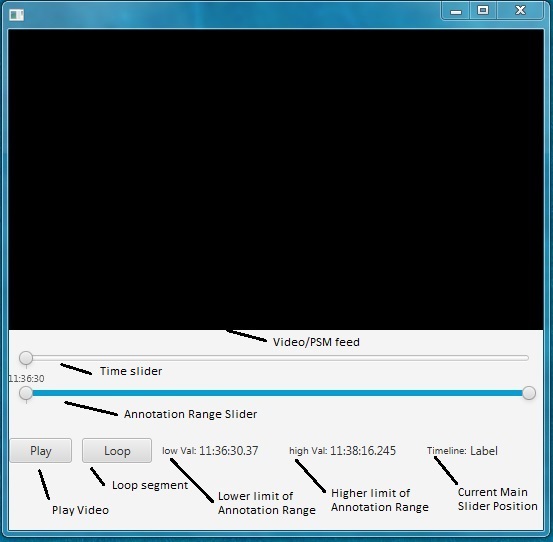 Video/PSM feed
Time slider
11:36:30
Annotation Range Slider
Play
Loop
low Val: 11:36:30.37
high Val: 11:38:16.245
Timeline: Label
Loop segment
Play Video
Lower limit of
Annotation Range
Higher limit of
Annotation Range
Current Main
Slider Position